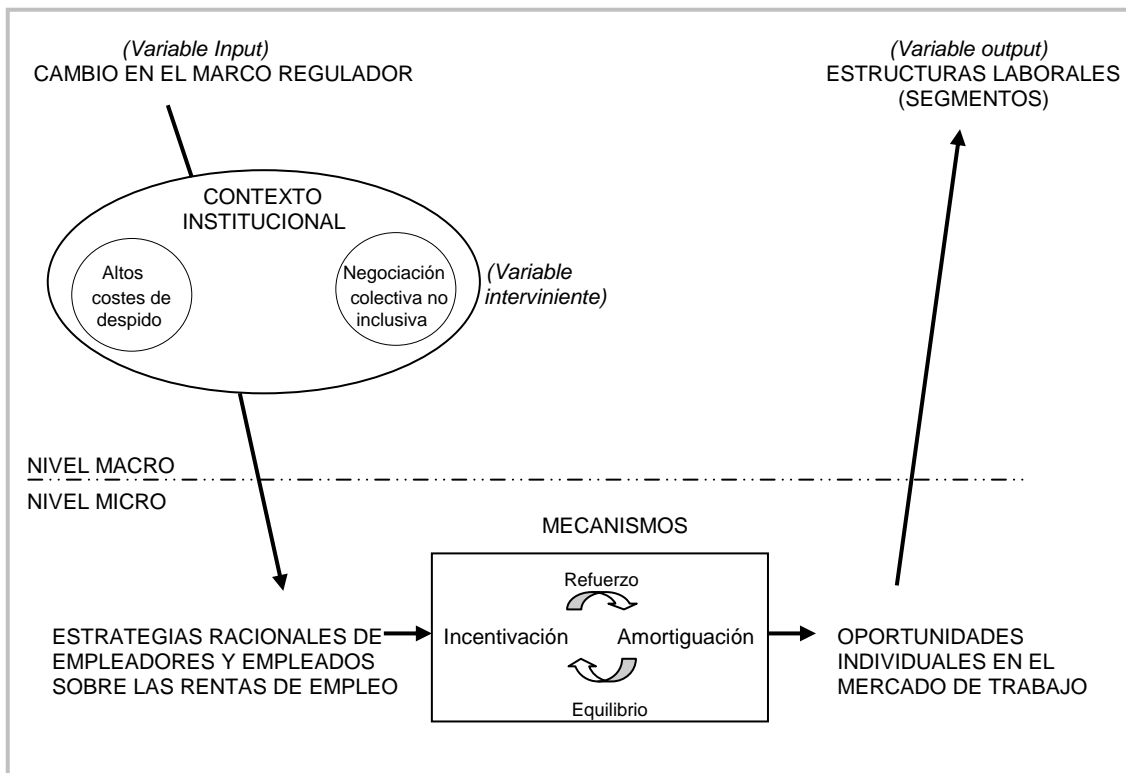 (Variable Input)
CAMBIO EN EL MARCO REGULADOR
(Variable output)
ESTRUCTURAS LABORALES
(SEGMENTOS)
CONTEXTO
INSTITUCIONAL
Altos
costes de
despido
Negociación
colectiva no
inclusiva
(Variable
interviniente)
NIVEL MACRO
NIVEL MICRO
MECANISMOS
Refuerzo
Incentivación
Amortiguación
Equilibrio
ESTRATEGIAS RACIONALES DE
EMPLEADORES Y EMPLEADOS
SOBRE LAS RENTAS DE EMPLEO
OPORTUNIDADES
INDIVIDUALES EN EL
MERCADO DE TRABAJO